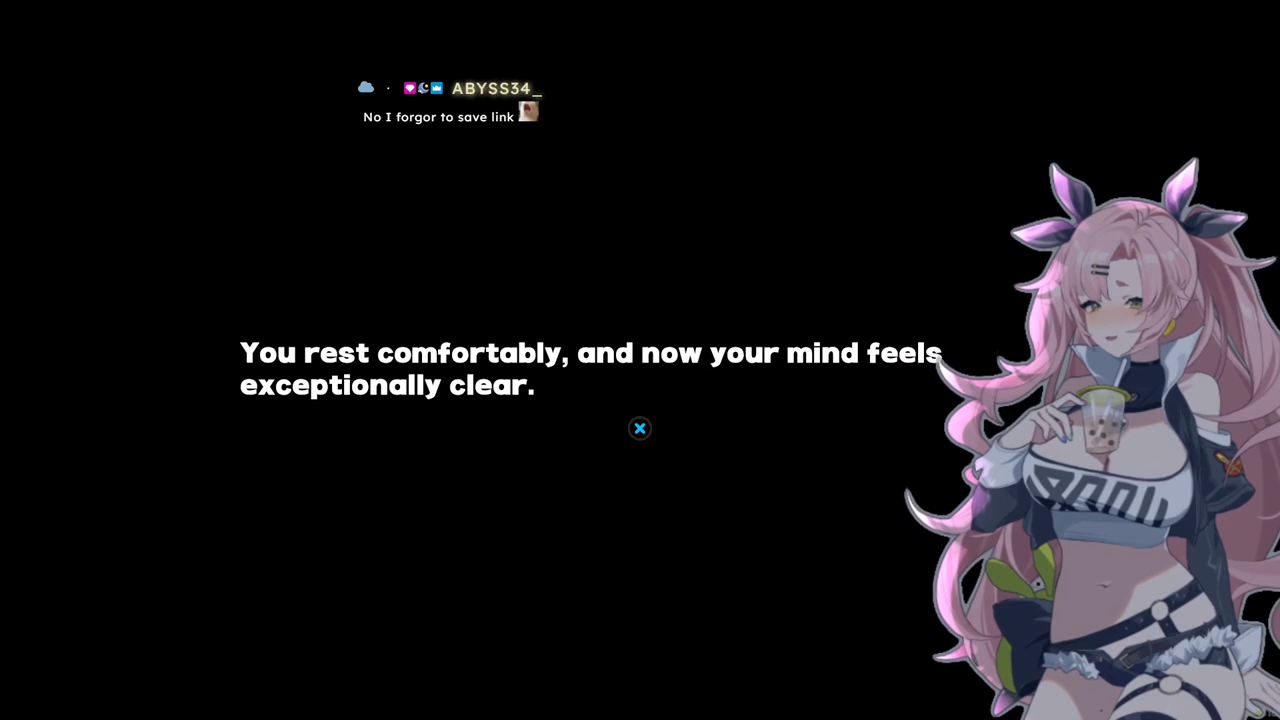 ABYSS34_
No I forgor to save link
You rest comfortably, and now your mind feels
exceptionally clear.